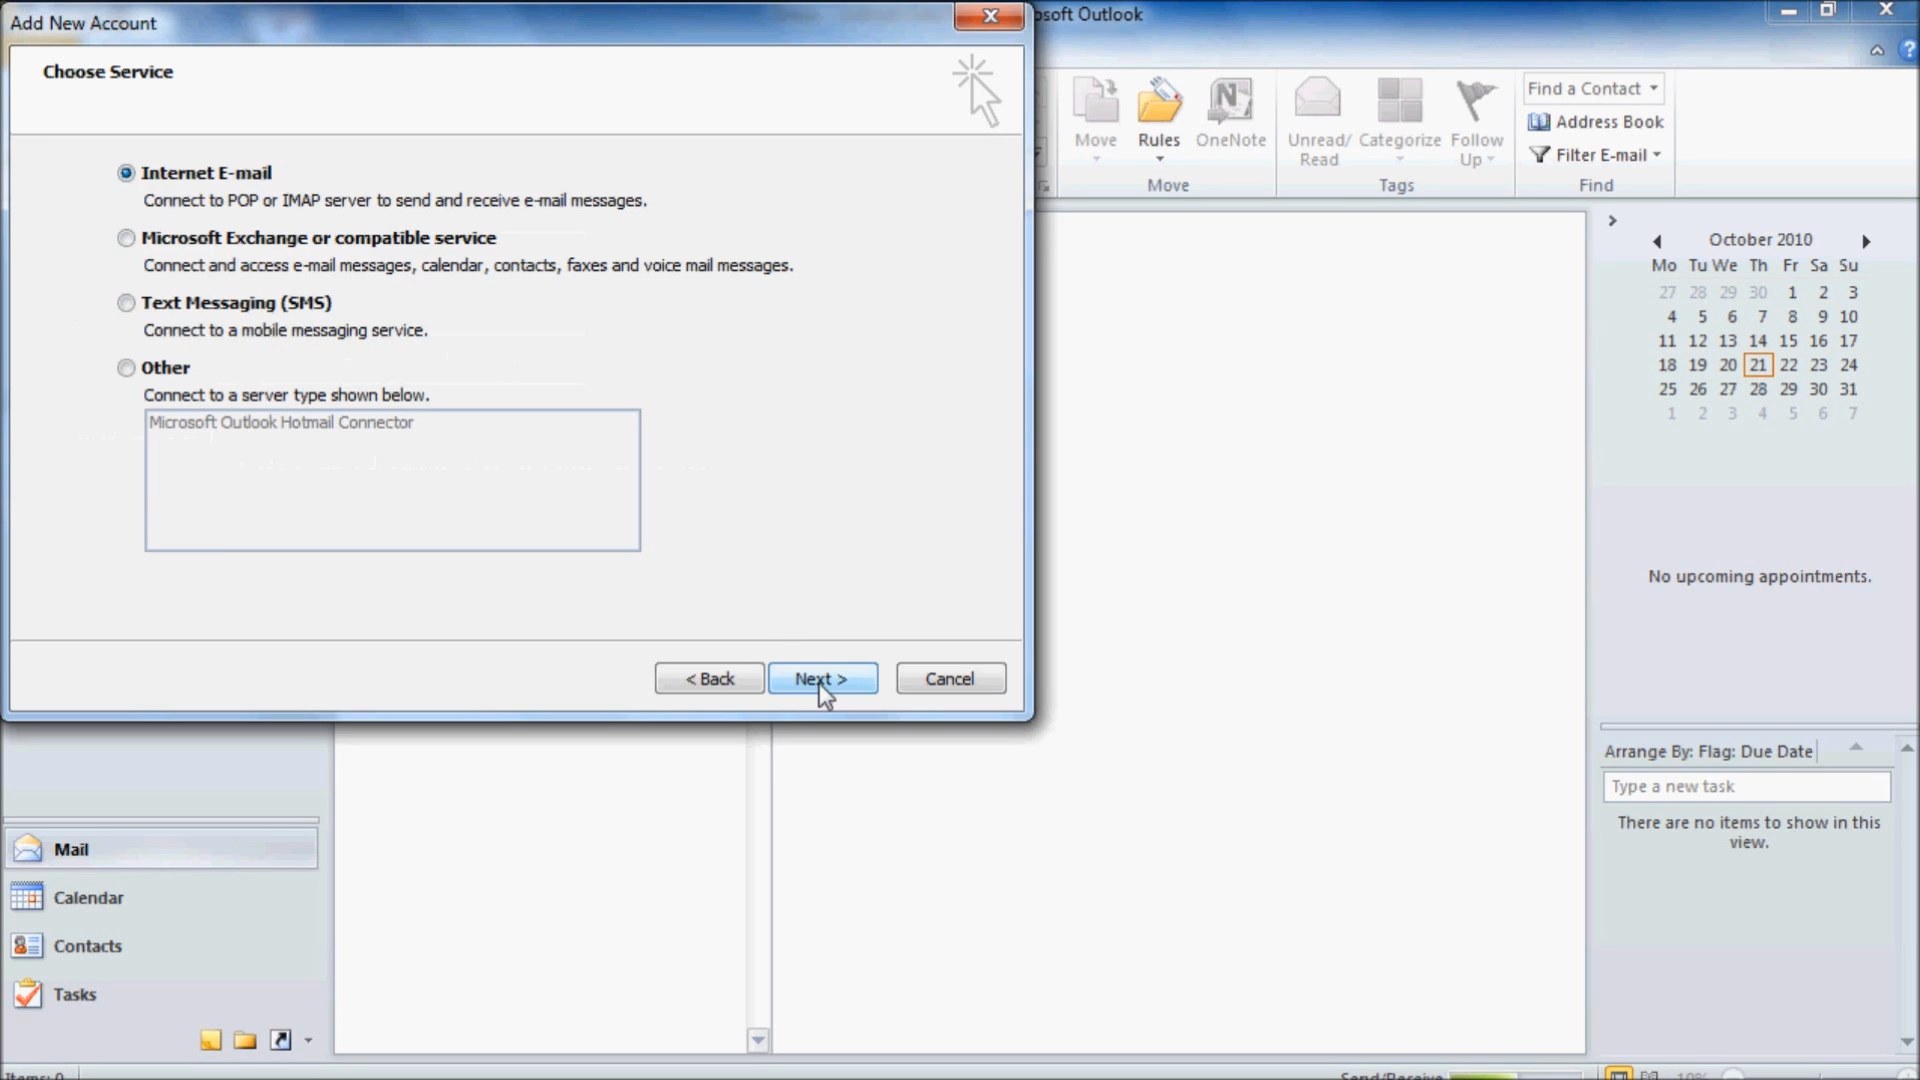 Add New Account
Choose Service
Internet E-mail
Connect to POP or IMAP server to send and receive e-mail messages.
Microsoft Exchange or compatible service
Connect and access e-mail messages, calendar, contacts, faxes and voice mail messages.
Text Messaging (SMS)
Connect to a mobile messaging service.
Other
Connect to a server type shown below.
Microsoft Outlook Hotmail Connector
< Back
Next >
Cancel
osoft Outlook
Move
Rules
OneNote
Move
Unread/
Read
Categorize
Follow
Up
Tags
Find a Contact
Address Book
Filter E-mail
Find
October 2010
Mo Tu We Th Fr Sa Su
27 28 29 30 1 2 3
4 5 6 7 8 9 10
11 12 13 14 15 16 17
18 19 20 21 22 23 24
25 26 27 28 29 30 31
1 2 3 4 5 6 7
No upcoming appointments.
Arrange By: Flag: Due Date
Type a new task
There are no items to show in this
view.
Mail
Calendar
Contacts
Tasks
Items: 0
Send/Receive
10%